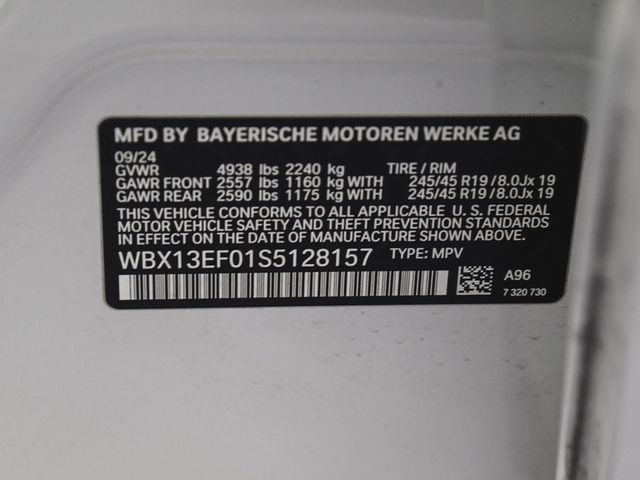 MFD BY BAYERISCHE MOTOREN WERKE AG
09/24
GVWR 4938 lbs 2240 kg TIRE / RIM
GAWR FRONT 2557 lbs 1160 kg WITH 245/45 R19 / 8.0Jx 19
GAWR REAR 2590 lbs 1175 kg WITH 245/45 R19 / 8.0Jx 19
THIS VEHICLE CONFORMS TO ALL APPLICABLE U. S. FEDERAL
MOTOR VEHICLE SAFETY AND THEFT PREVENTION STANDARDS
IN EFFECT ON THE DATE OF MANUFACTURE SHOWN ABOVE.
WBX13EF01S5128157 TYPE: MPV
A96
7 320 730